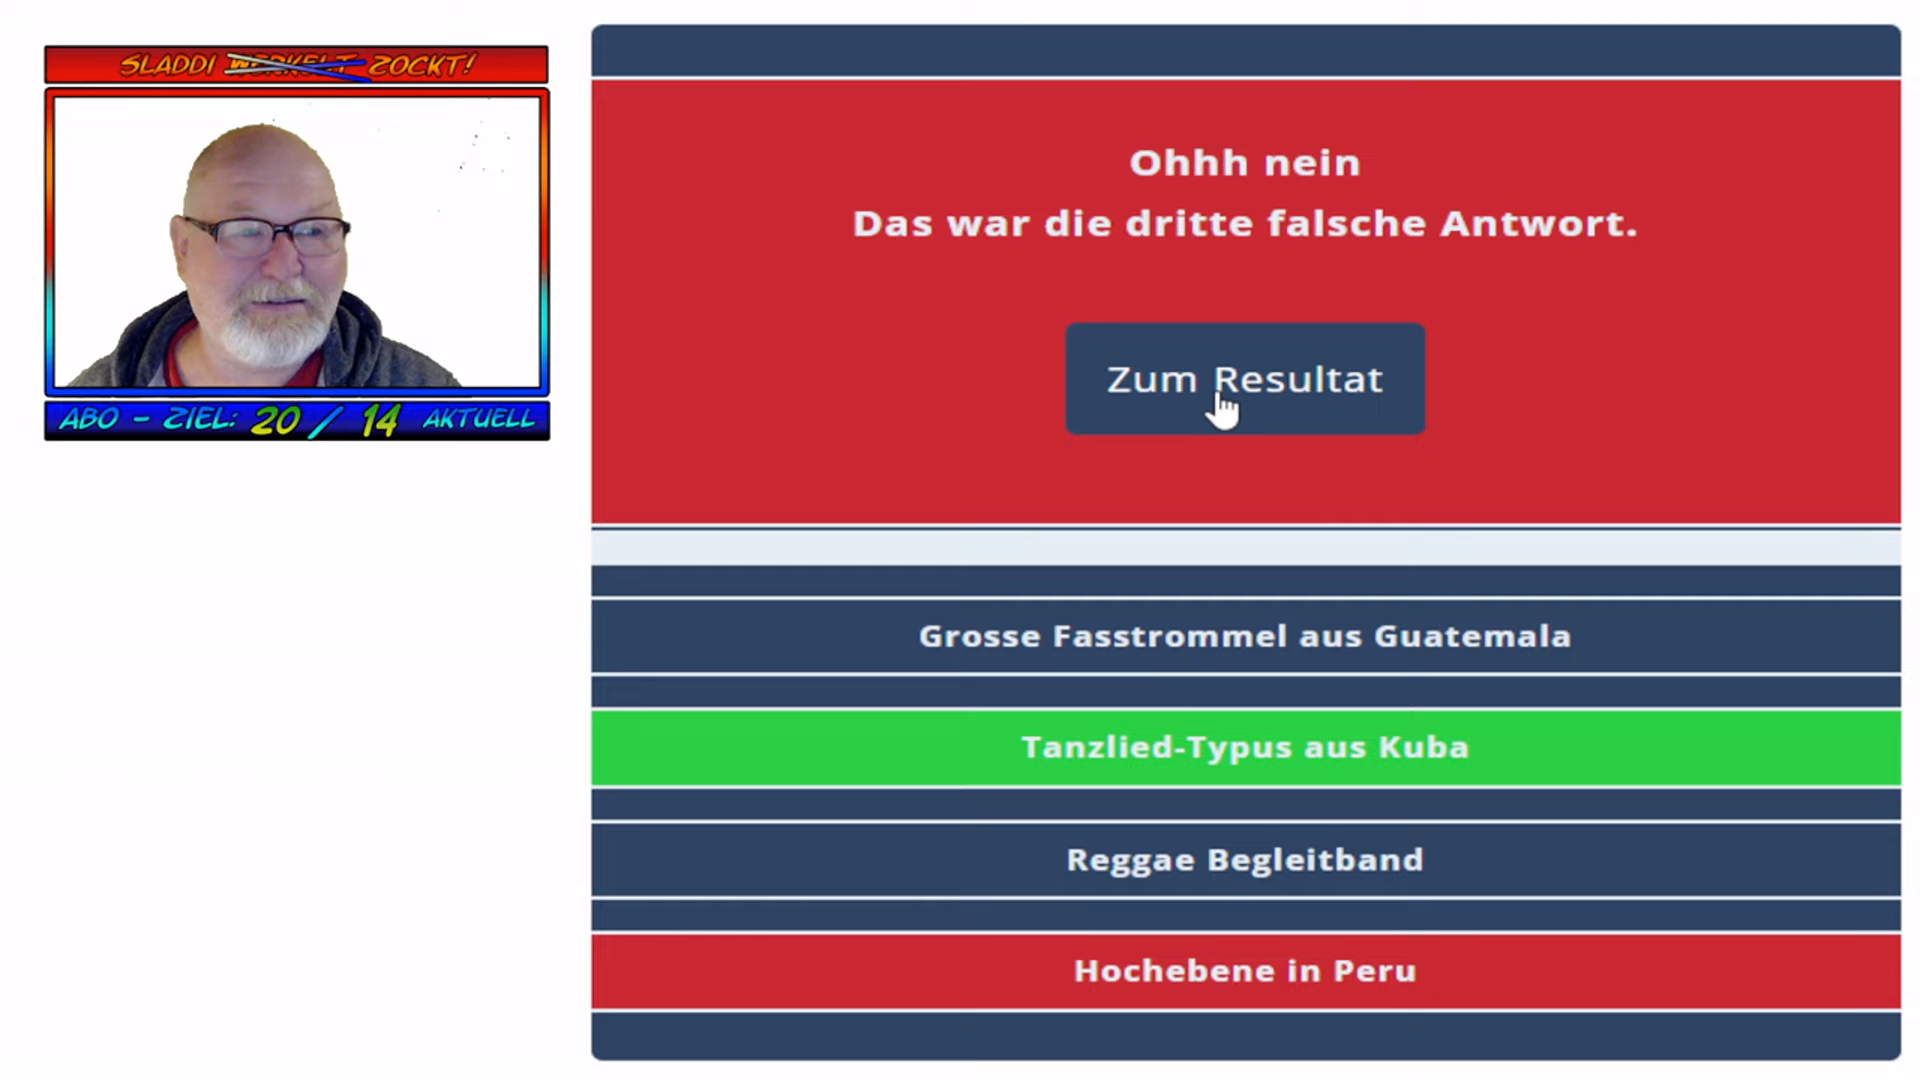 SLADDI WERKELT ZOCKT!
ABO - ZIEL: 20 / 14 AKTUELL
Ohhh nein
Das war die dritte falsche Antwort.
Zum Resultat
Grosse Fasstrommel aus Guatemala
Tanzlied-Typus aus Kuba
Reggae Begleitband
Hochebene in Peru